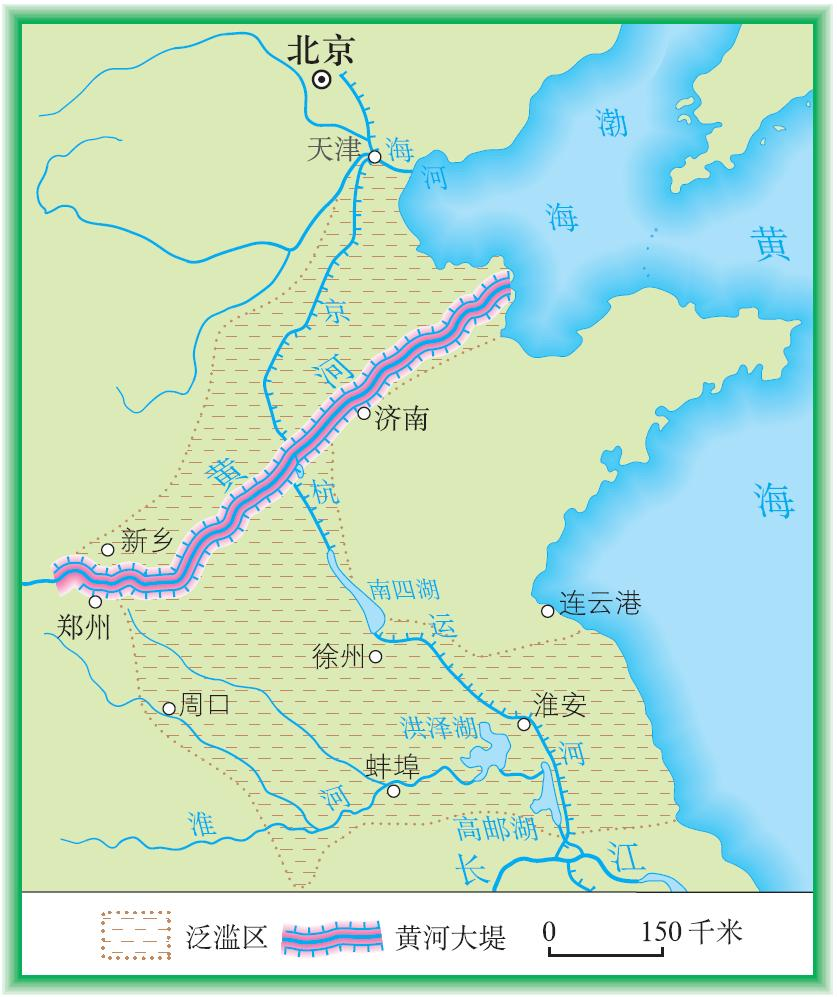 北京
渤
天津
海
河
海
黄
京
河
济南
黄
杭
海
新乡
南四湖
连云港
郑州
运
徐州
周口
淮安
洪泽湖
河
蚌埠
河
淮
高邮湖
长
江
泛滥区
黄河大堤
0
150千米